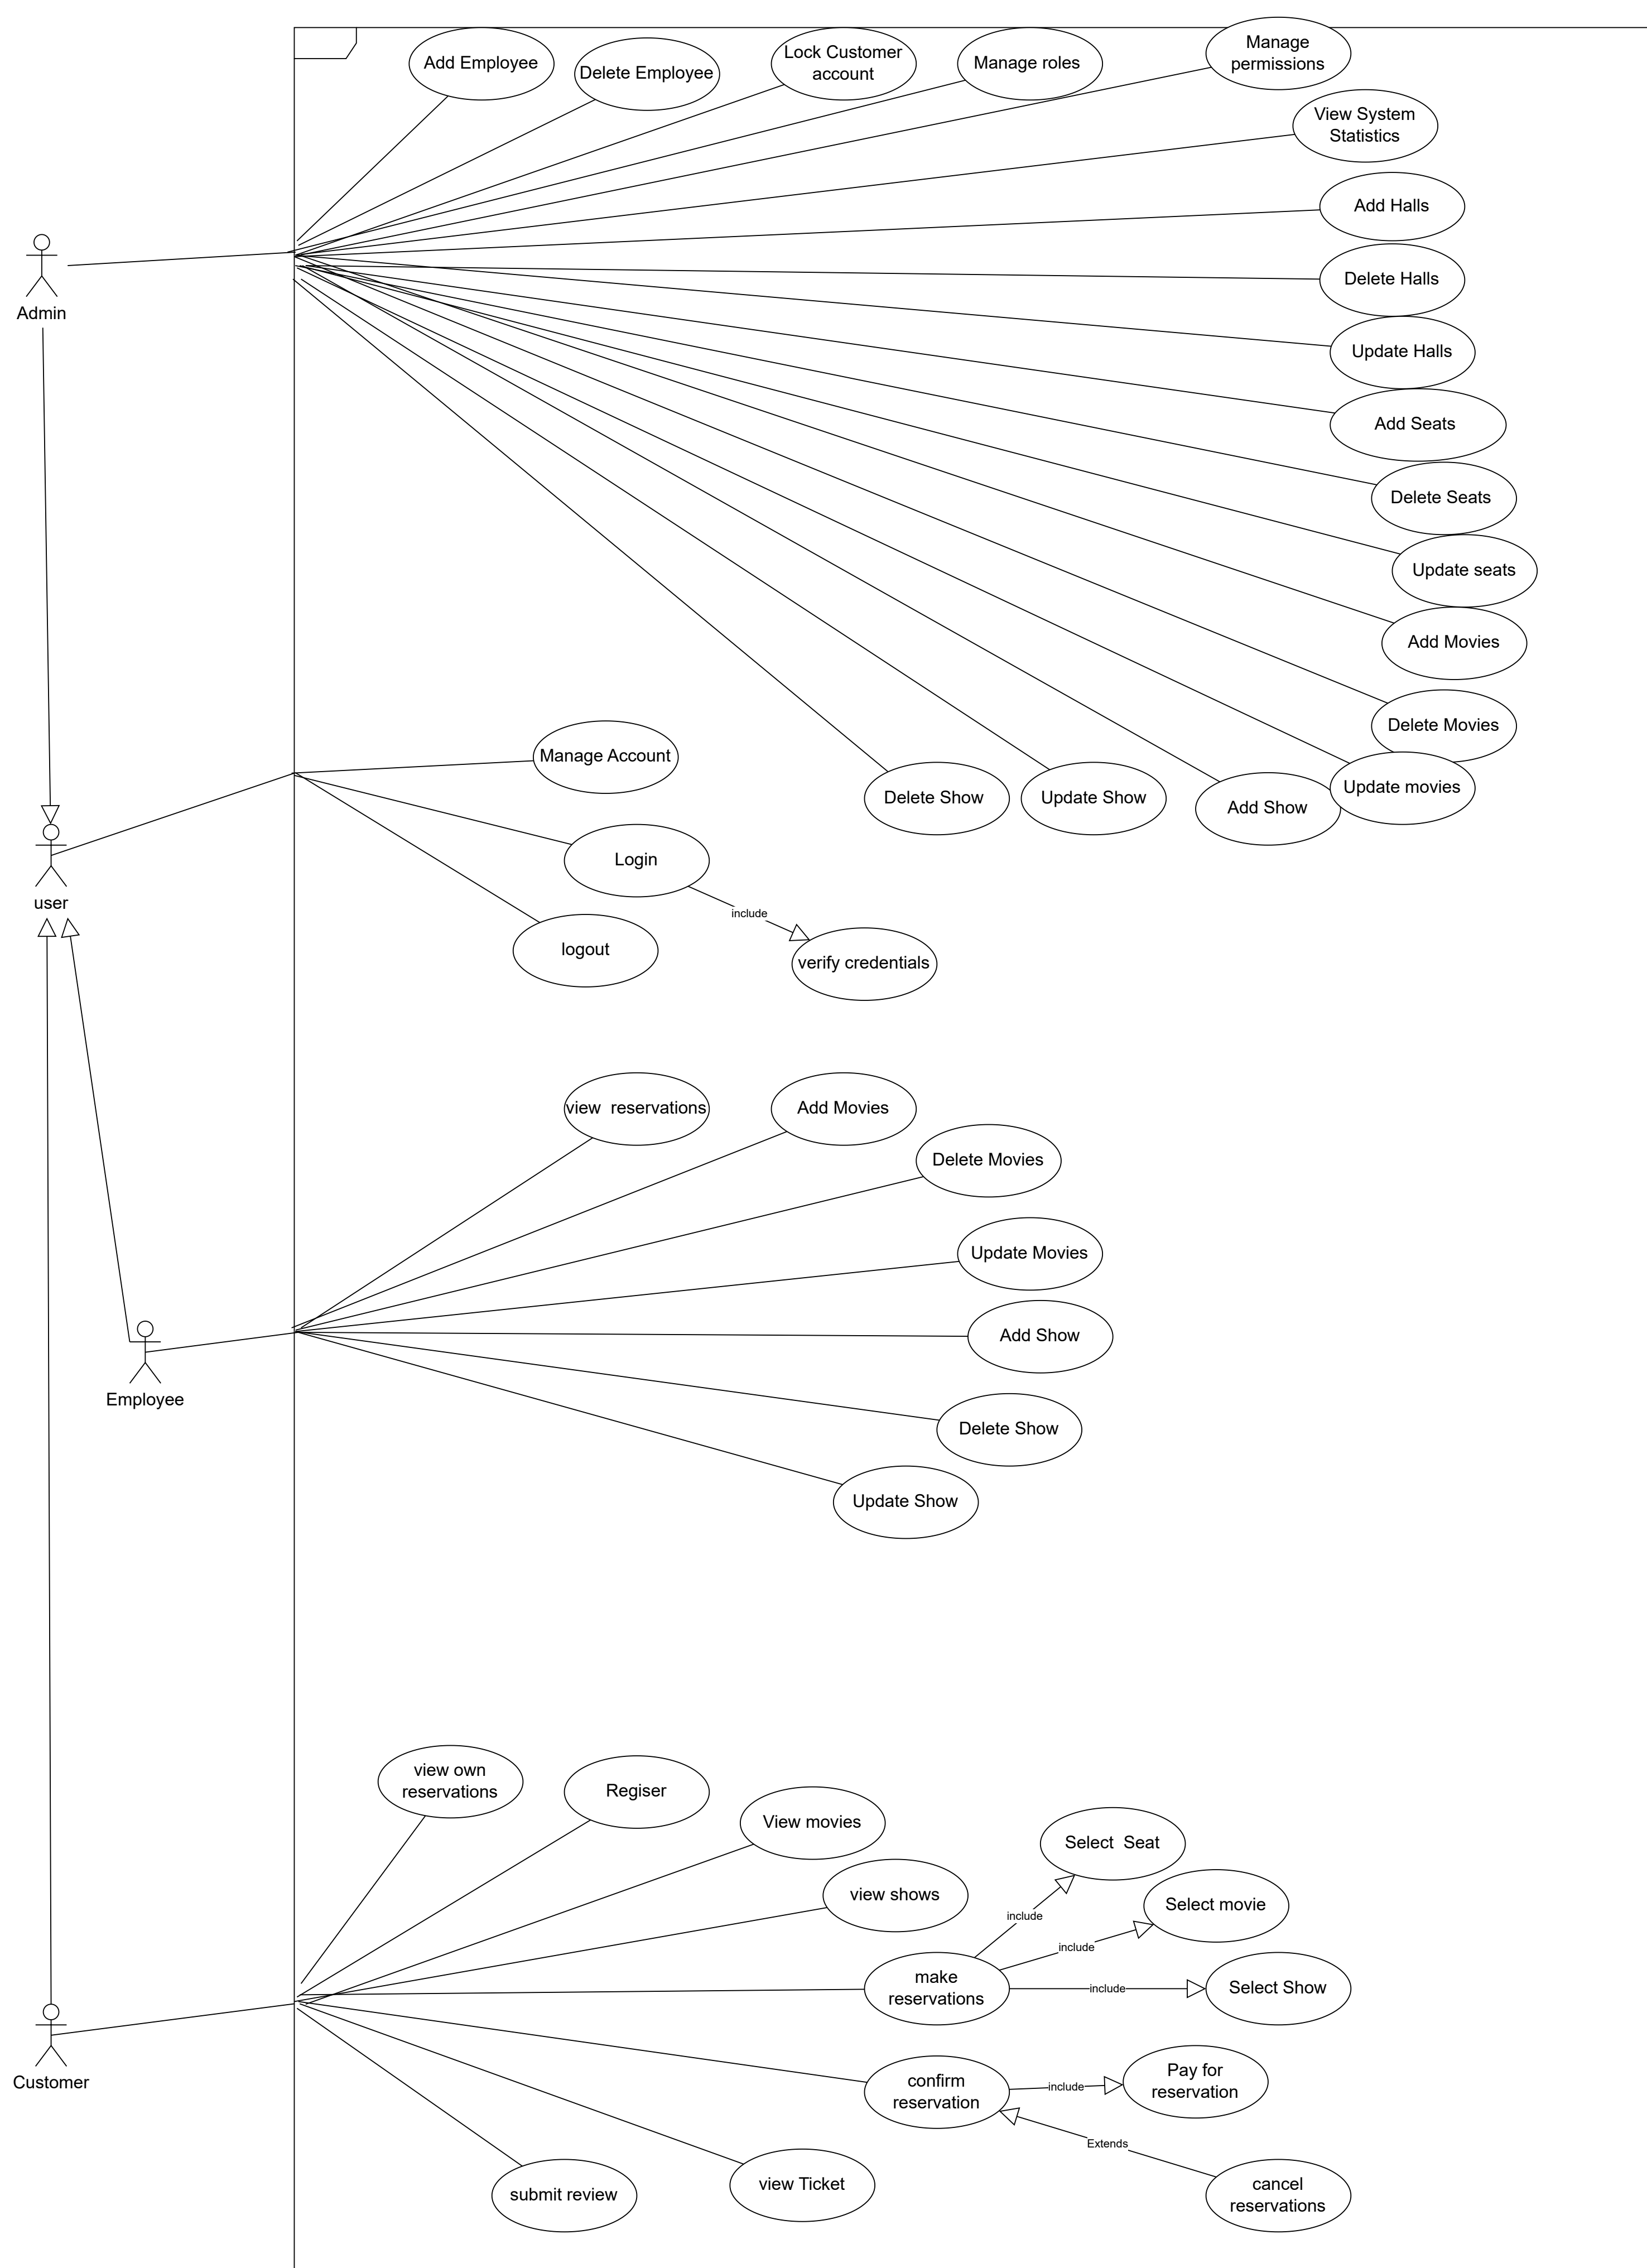 Add Employee
Delete Employee
Lock Customer
account
Manage roles
Manage
permissions
View System
Statistics
Add Halls
Delete Halls
Admin
Update Halls
Add Seats
Delete Seats
Update seats
Add Movies
Delete Movies
Manage Account
Update movies
Delete Show
Update Show
Add Show
Login
user
include
logout
verify credentials
view  reservations
Add Movies
Delete Movies
Update Movies
Add Show
Employee
Delete Show
Update Show
view own
reservations
Regiser
View movies
Select  Seat
view shows
Select movie
include
include
make
reservations
include
Select Show
Customer
confirm
reservation
include
Pay for
reservation
Extends
submit review
view Ticket
cancel
reservations